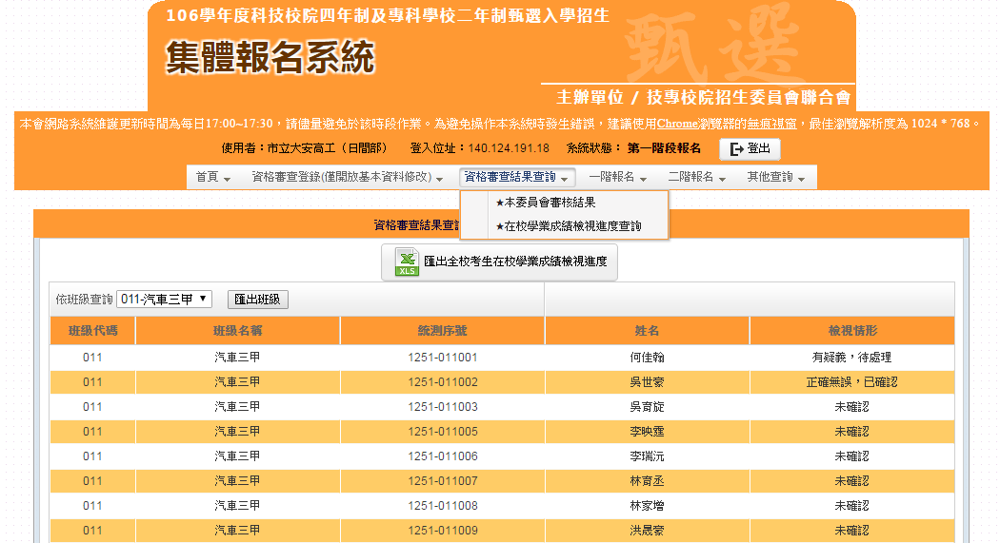 106學年度科技校院四年制及專科學校二年制甄選入學招生
甄選
集體報名系統
主辦單位 / 技專校院招生委員會聯合會
本會網路系統維護更新時間為每日17:00~17:30，請儘量避免於該時段作業。為避免操作本系統時發生錯誤，建議使用Chrome瀏覽器的無痕視窗，最佳瀏覽解析度為 1024 * 768。
使用者：市立大安高工（日間部） 登入位址：140.124.191.18 系統狀態： 第一階段報名 登出
首頁 資格審查登錄(僅開放基本資料修改) 資格審查結果查詢 一階報名 二階報名 其他查詢
★本委員會審核結果
★在校學業成績檢視進度查詢
資格審查結果查
XLS 匯出全校考生在校學業成績檢視進度
依班級查詢 011-汽車三甲 匯出班級
班級代碼 班級名稱 統測序號 姓名 檢視情形
011 汽車三甲 1251-011001 何佳翰 有疑義，待處理
011 汽車三甲 1251-011002 吳世豪 正確無誤，已確認
011 汽車三甲 1251-011003 吳育旋 未確認
011 汽車三甲 1251-011005 李映霆 未確認
011 汽車三甲 1251-011006 李瑞沅 未確認
011 汽車三甲 1251-011007 林育丞 未確認
011 汽車三甲 1251-011008 林家增 未確認
011 汽車三甲 1251-011009 洪晟豪 未確認